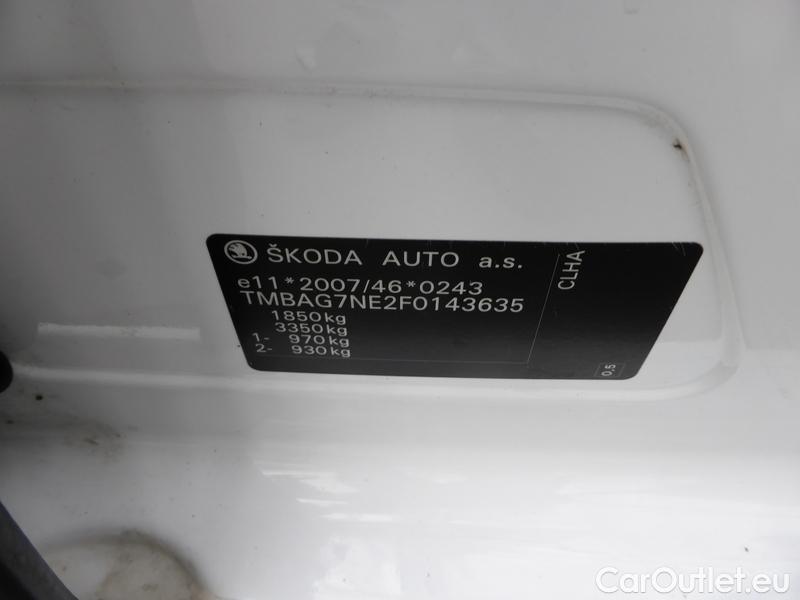 ŠKODA AUTO a.s.
e11*2007/46*0243
TMBAG7NE2F0143635
1850kg
3350kg
1- 970kg
2- 930kg
CLHA
0,5
CarOutlet.eu